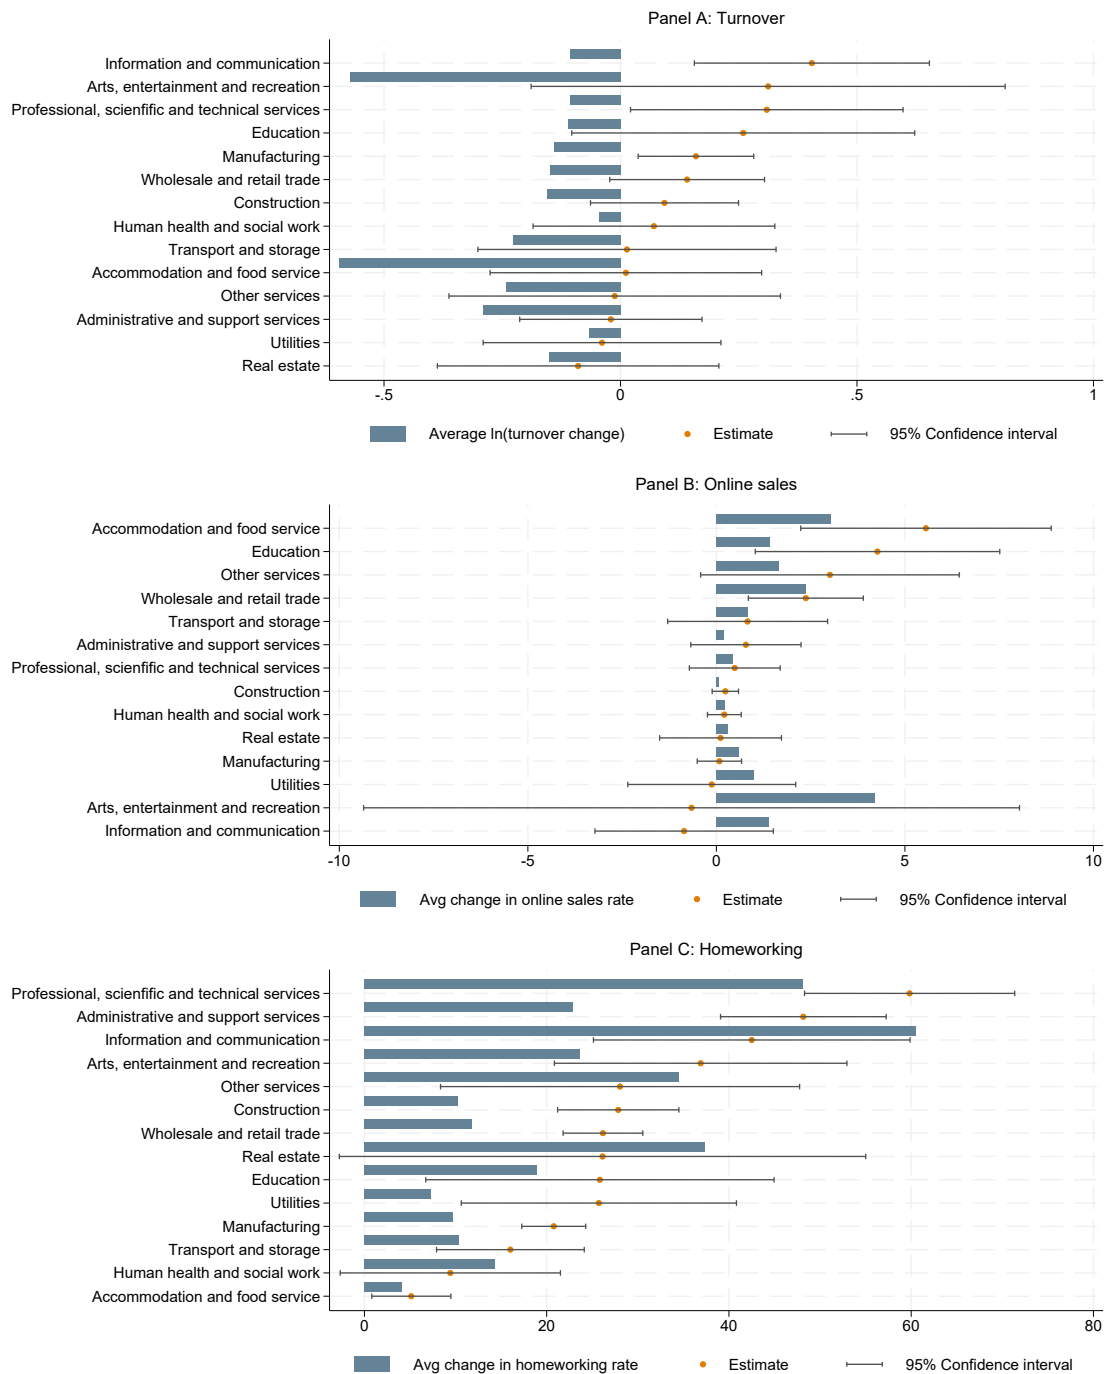 Panel A: Turnover
Information and communication
Arts, entertainment and recreation
Professional, scienfific and technical services
Education
Manufacturing
Wholesale and retail trade
Construction
Human health and social work
Transport and storage
Accommodation and food service
Other services
Administrative and support services
Utilities
Real estate
-.5 0 .5 1
Average ln(turnover change) Estimate 95% Confidence interval
Panel B: Online sales
Accommodation and food service
Education
Other services
Wholesale and retail trade
Transport and storage
Administrative and support services
Professional, scienfific and technical services
Construction
Human health and social work
Real estate
Manufacturing
Utilities
Arts, entertainment and recreation
Information and communication
-10 -5 0 5 10
Avg change in online sales rate Estimate 95% Confidence interval
Panel C: Homeworking
Professional, scienfific and technical services
Administrative and support services
Information and communication
Arts, entertainment and recreation
Other services
Construction
Wholesale and retail trade
Real estate
Education
Utilities
Manufacturing
Transport and storage
Human health and social work
Accommodation and food service
0 20 40 60 80
Avg change in homeworking rate Estimate 95% Confidence interval